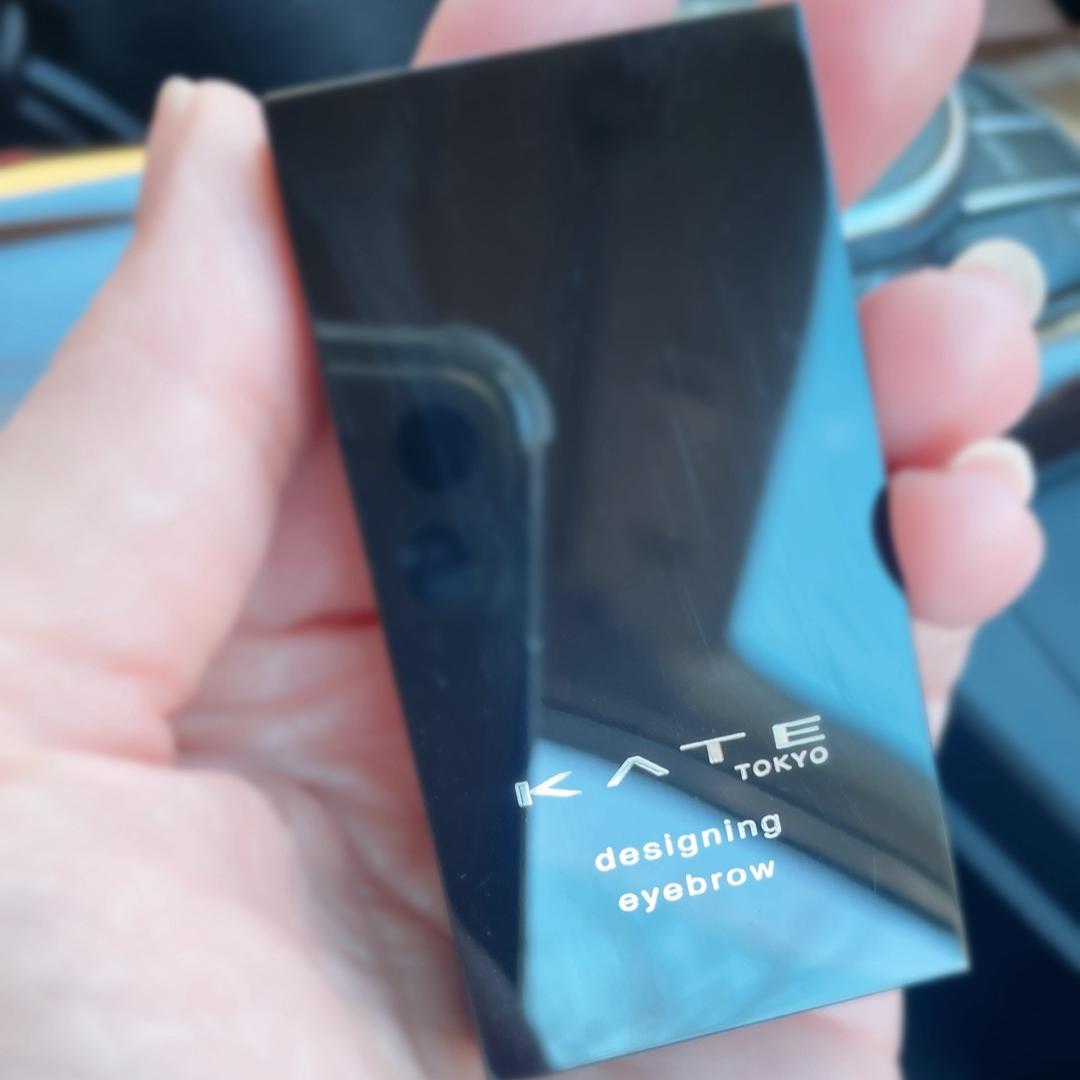 KATE
TOKYO
designing
eyebrow